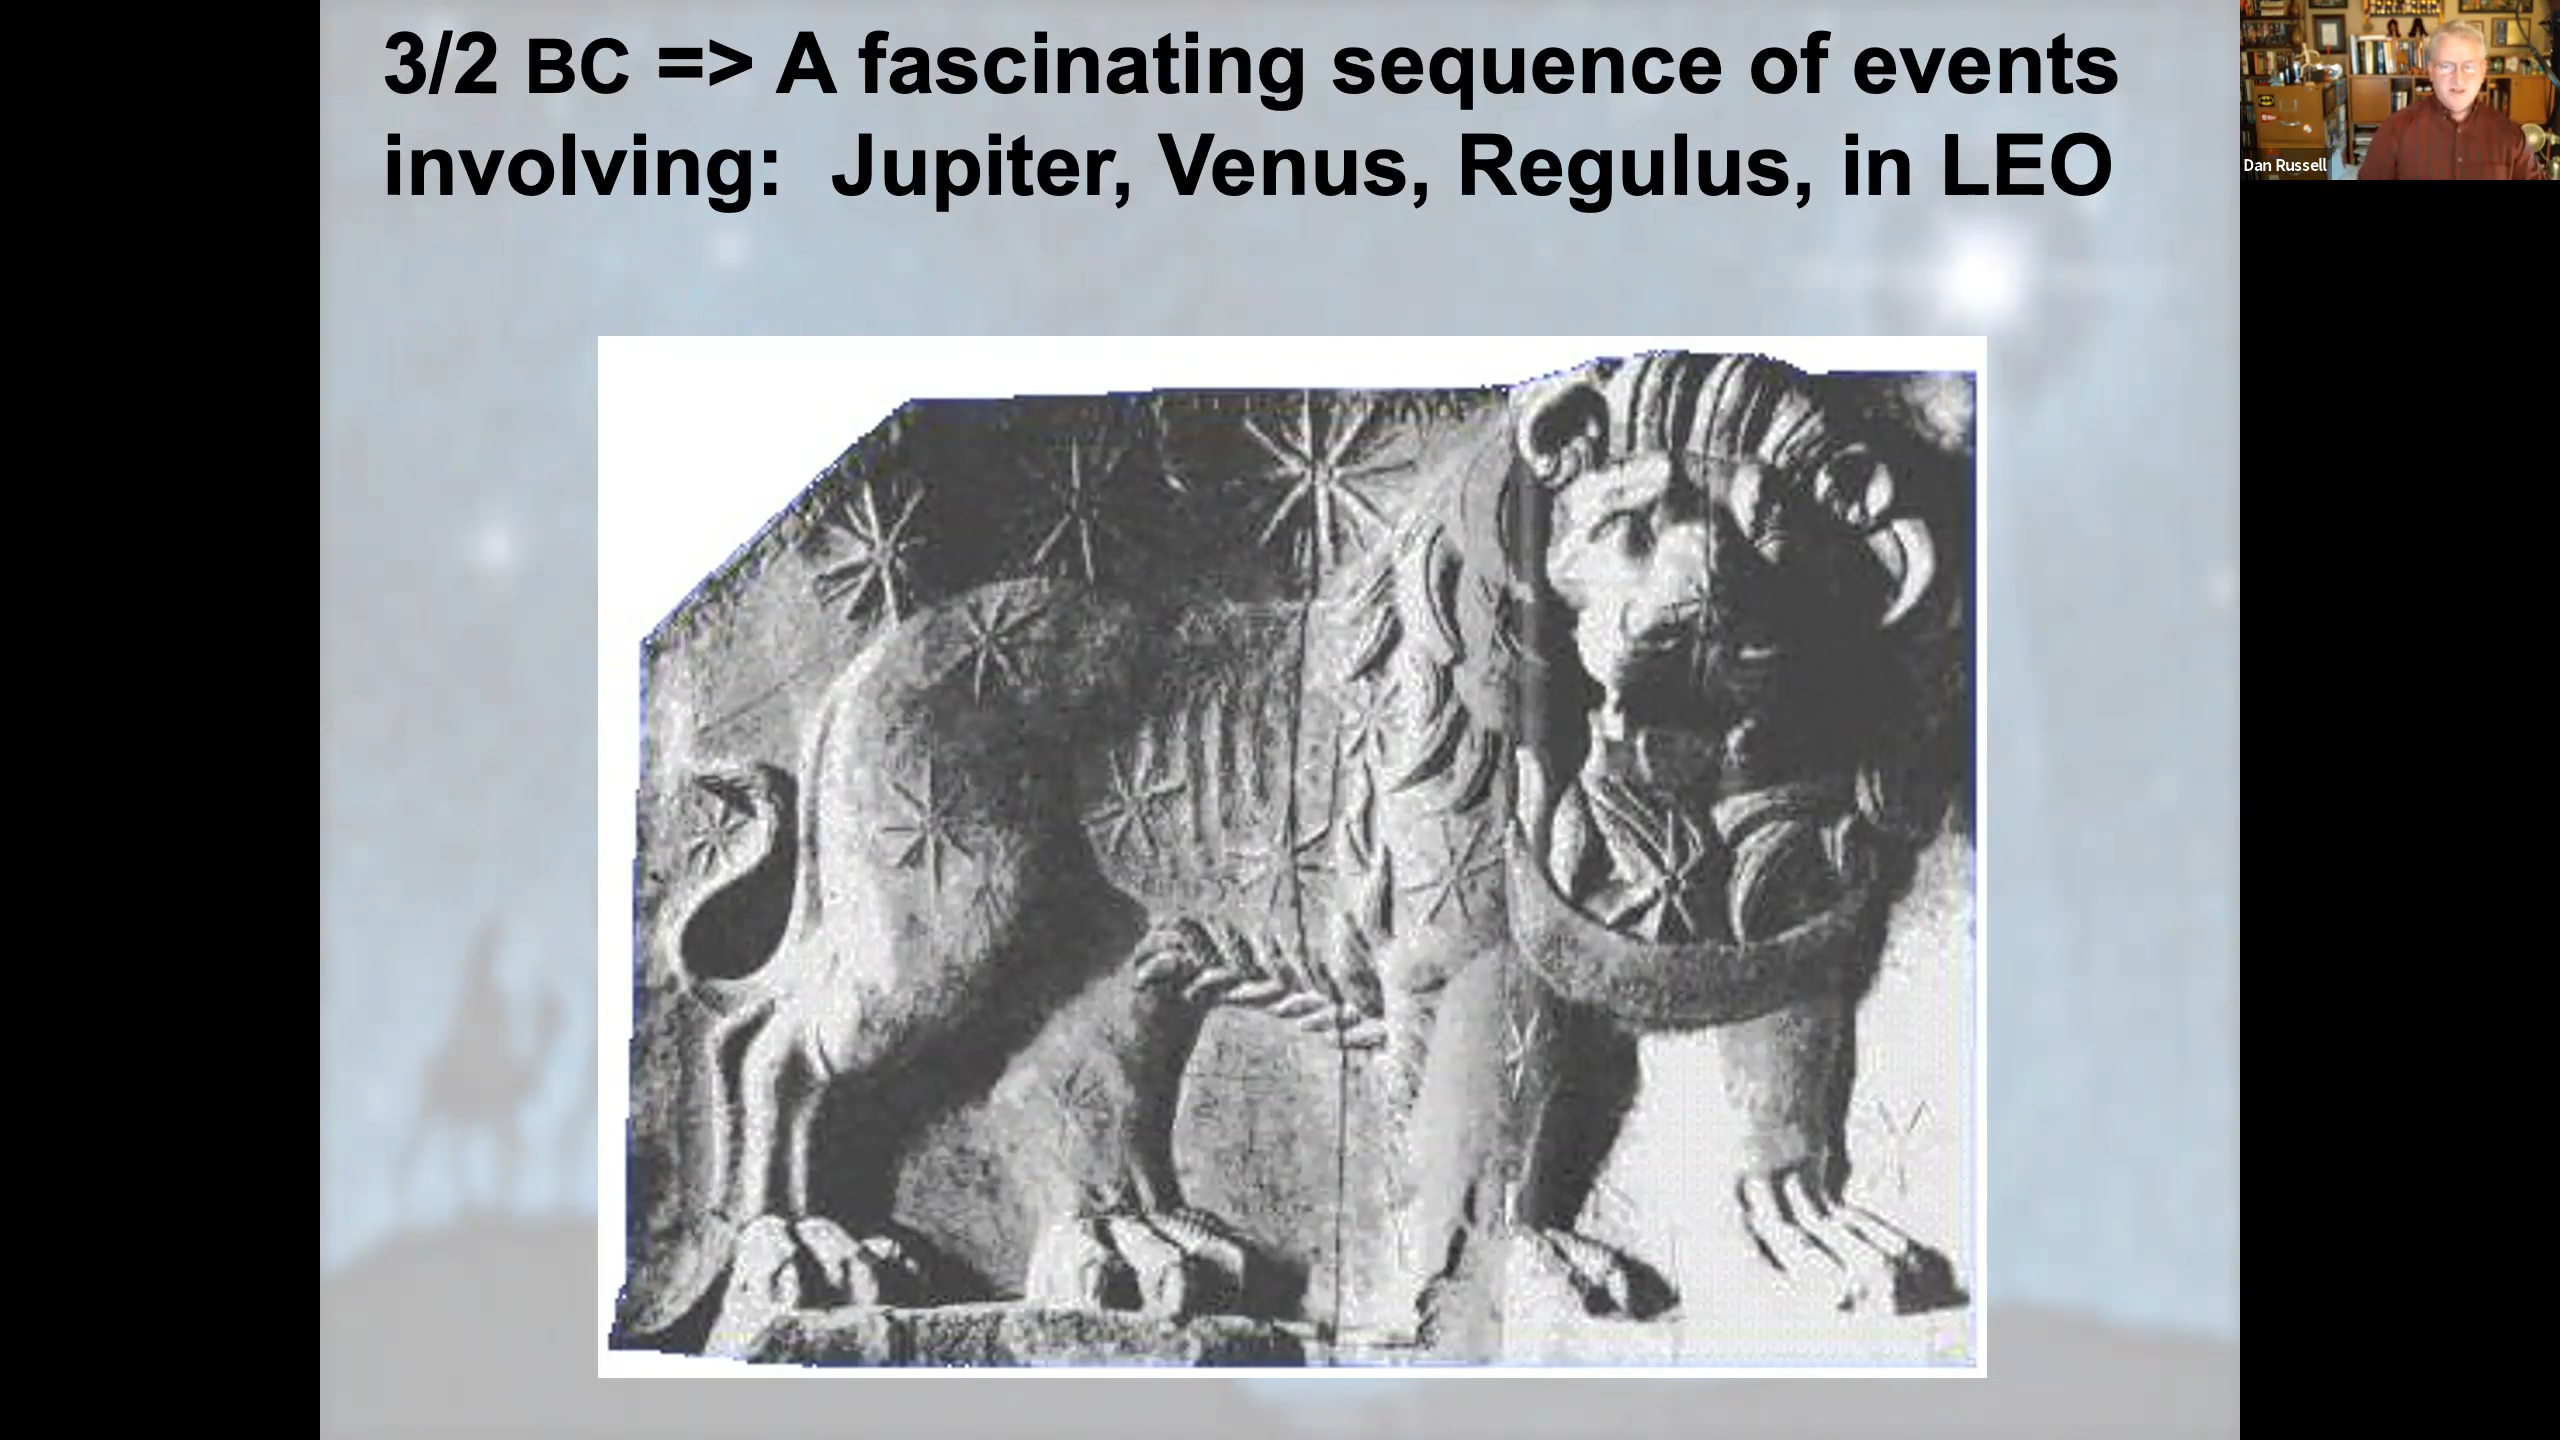 3/2 BC => A fascinating sequence of events
involving: Jupiter, Venus, Regulus, in LEO
Dan Russell